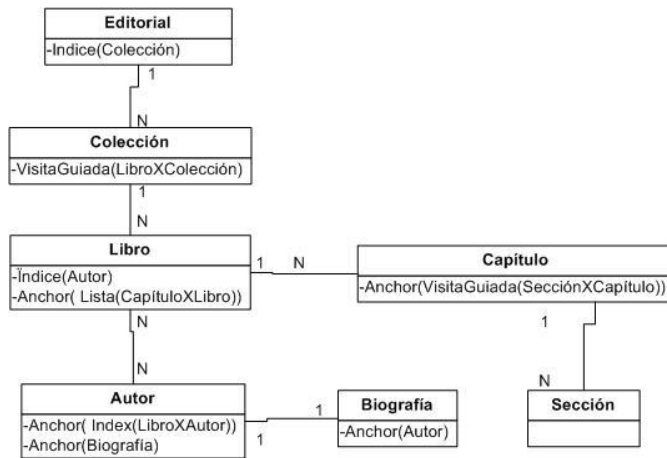 Editorial
-Indice(Colección)
1
N
Colección
-VisitaGuiada(LibroXColección)
1
N
Libro
-Ïndice(Autor)
-Anchor( Lista(CapítuloXLibro))
1
N
Capítulo
-Anchor(VisitaGuiada(SecciónXCapítulo))
N
1
N
N
Autor
-Anchor( Index(LibroXAutor))
-Anchor(Biografía)
1
1
Biografía
-Anchor(Autor)
Sección